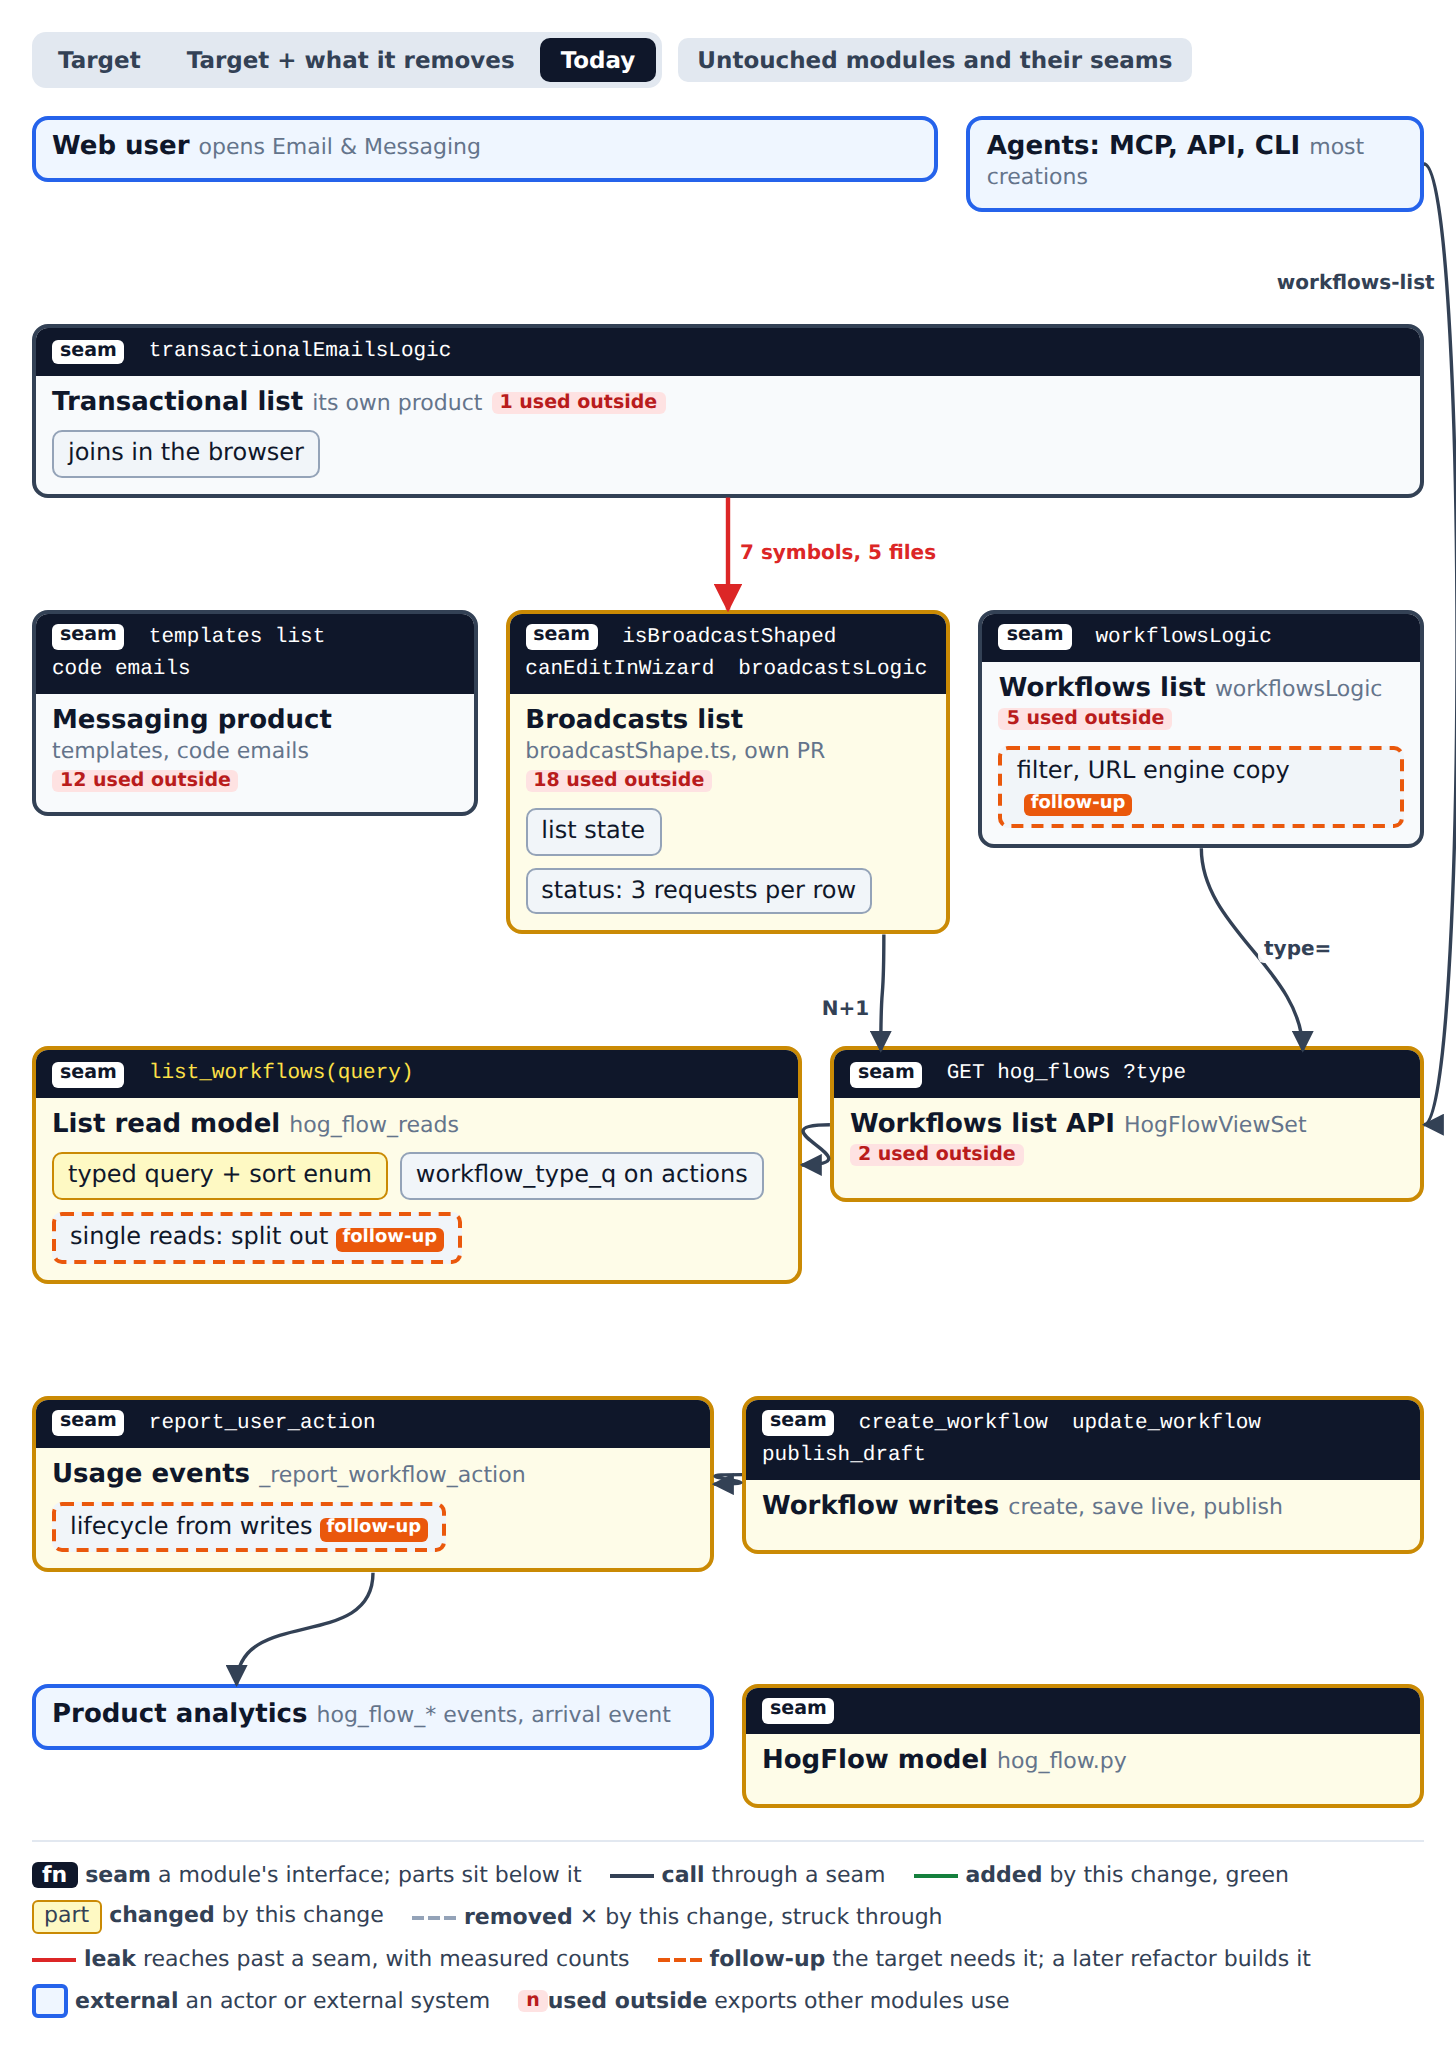 Target Target + what it removes Today Untouched modules and their seams
Web user opens Email & Messaging
Agents: MCP, API, CLI most
creations
workflows-list
seam transactionalEmailsLogic
Transactional list its own product 1 used outside
joins in the browser
7 symbols, 5 files
seam templates list
code emails
Messaging product
templates, code emails
12 used outside
seam isBroadcastShaped
canEditInWizard broadcastsLogic
Broadcasts list
broadcastShape.ts, own PR
18 used outside
list state
status: 3 requests per row
seam workflowsLogic
Workflows list workflowsLogic
5 used outside
filter, URL engine copy
follow-up
type=
N+1
seam list_workflows(query)
List read model hog_flow_reads
typed query + sort enum workflow_type_q on actions
single reads: split out follow-up
seam GET hog_flows ?type
Workflows list API HogFlowViewSet
2 used outside
seam report_user_action
Usage events _report_workflow_action
lifecycle from writes follow-up
seam create_workflow update_workflow
publish_draft
Workflow writes create, save live, publish
Product analytics hog_flow_* events, arrival event
seam
HogFlow model hog_flow.py
fn seam a module's interface; parts sit below it call through a seam added by this change, green
part changed by this change removed ✕ by this change, struck through
leak reaches past a seam, with measured counts follow-up the target needs it; a later refactor builds it
external an actor or external system n used outside exports other modules use